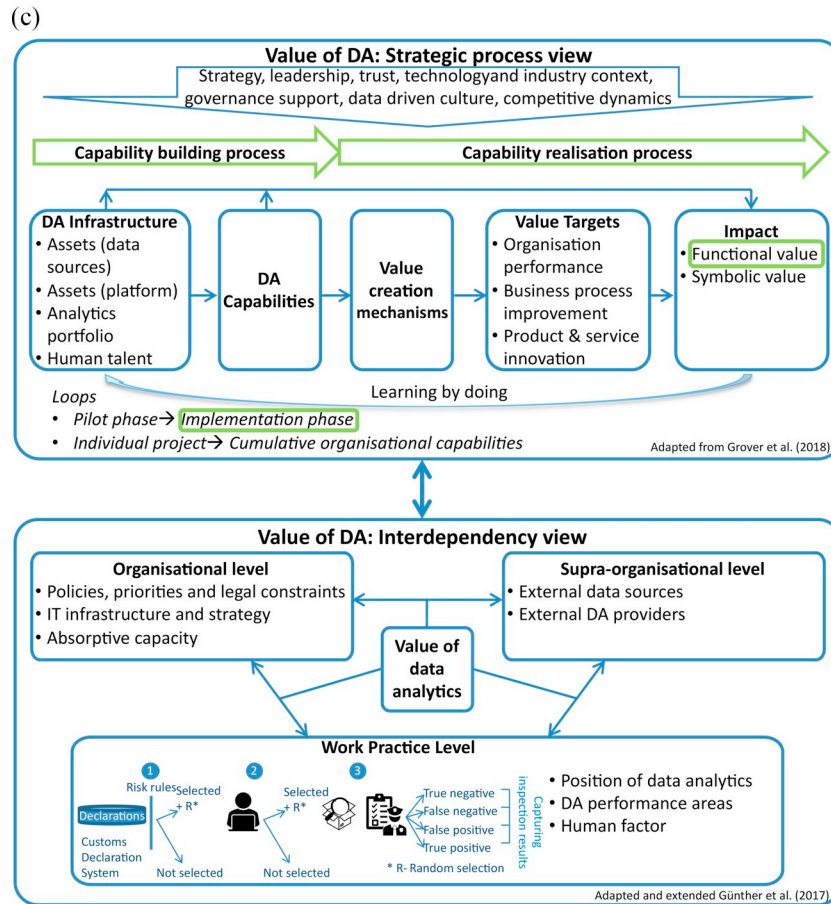 (c)
Value of DA: Strategic process view
Strategy, leadership, trust, technologyand industry context,
governance support, data driven culture, competitive dynamics
Capability building process
Capability realisation process
DA Infrastructure
• Assets (data
sources)
• Assets (platform)
• Analytics
portfolio
• Human talent
DA
Capabilities
Value
creation
mechanisms
Value Targets
• Organisation
performance
• Business process
improvement
• Product & service
innovation
Impact
• Functional value
• Symbolic value
Learning by doing
Loops
• Pilot phase→ Implementation phase
• Individual project→ Cumulative organisational capabilities
Adapted from Grover et al. (2018)
Value of DA: Interdependency view
Organisational level
• Policies, priorities and legal constraints
• IT infrastructure and strategy
• Absorptive capacity
Supra-organisational level
• External data sources
• External DA providers
Value of
data
analytics
Work Practice Level
1
Risk rules
Declarations
Customs
Declaration
System
Selected
+ R*
Not selected
2
Selected
+ R*
Not selected
3
True negative
False negative
False positive
True positive
* R- Random selection
Capturing
inspection results
• Position of data analytics
• DA performance areas
• Human factor
Adapted and extended Günther et al. (2017)